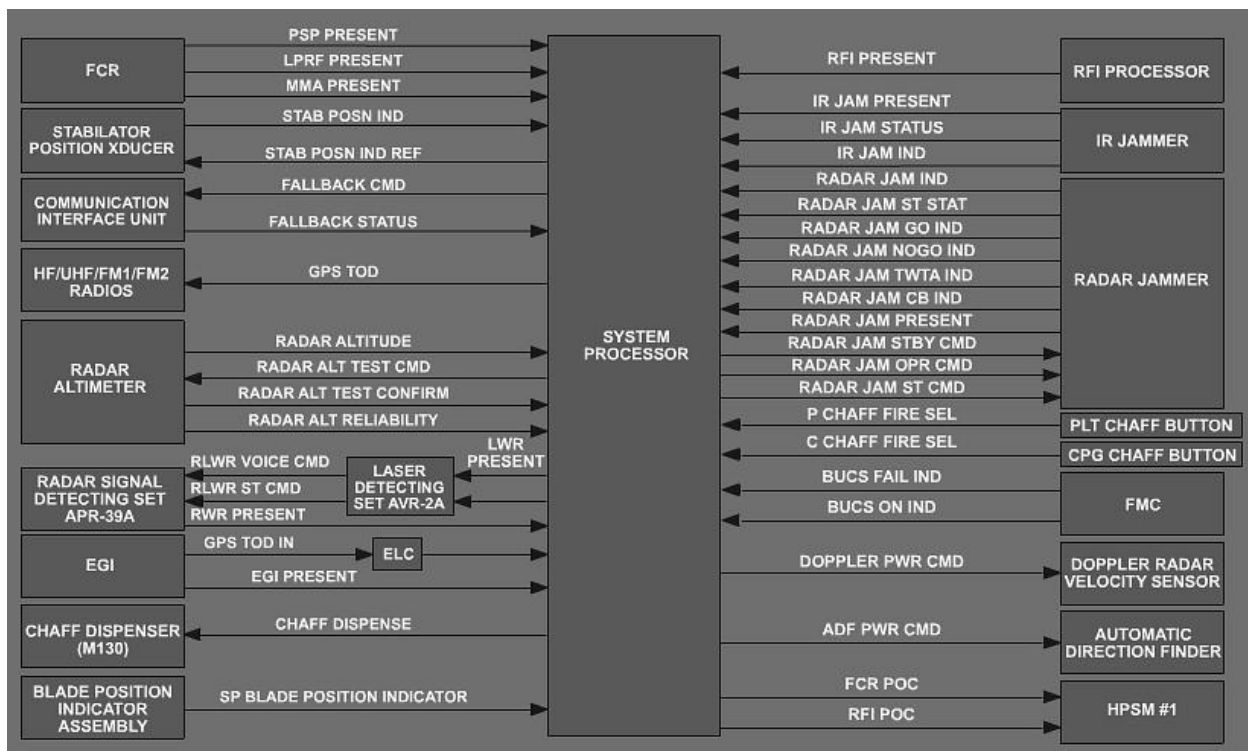 PSP PRESENT
FCR
LPRF PRESENT
MMA PRESENT
STABILATOR
POSITION XDUCER
STAB POSN IND
STAB POSN IND REF
COMMUNICATION
INTERFACE UNIT
FALLBACK CMD
FALLBACK STATUS
HF/UHF/FM1/FM2
RADIOS
GPS TOD
RADAR
ALTIMETER
RADAR ALTITUDE
RADAR ALT TEST CMD
RADAR ALT TEST CONFIRM
RADAR ALT RELIABILITY
RADAR SIGNAL
DETECTING SET
APR-39A
RLWR VOICE CMD
RLWR ST CMD
RWR PRESENT
LASER
DETECTING
SET AVR-2A
LWR
PRESENT
EGI
GPS TOD IN
ELC
EGI PRESENT
CHAFF DISPENSER
(M130)
CHAFF DISPENSE
BLADE POSITION
INDICATOR
ASSEMBLY
SP BLADE POSITION INDICATOR
SYSTEM
PROCESSOR
RFI PRESENT
RFI PROCESSOR
IR JAM PRESENT
IR JAM STATUS
IR JAM IND
IR JAMMER
RADAR JAM IND
RADAR JAM ST STAT
RADAR JAM GO IND
RADAR JAM NOGO IND
RADAR JAM TWTA IND
RADAR JAM CB IND
RADAR JAM PRESENT
RADAR JAM STBY CMD
RADAR JAM OPR CMD
RADAR JAM ST CMD
RADAR JAMMER
P CHAFF FIRE SEL
PLT CHAFF BUTTON
C CHAFF FIRE SEL
CPG CHAFF BUTTON
BUCS FAIL IND
BUCS ON IND
FMC
DOPPLER PWR CMD
DOPPLER RADAR
VELOCITY SENSOR
ADF PWR CMD
AUTOMATIC
DIRECTION FINDER
FCR POC
RFI POC
HPSM #1